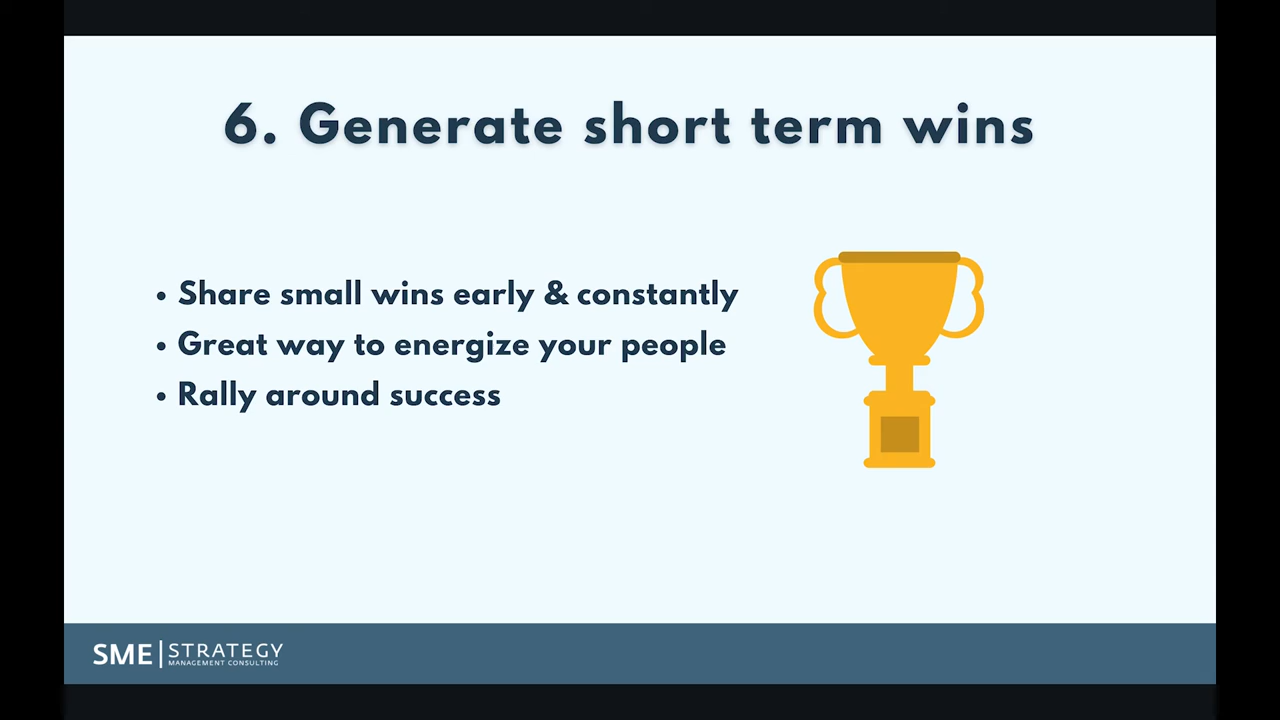 6. Generate short term wins
• Share small wins early & constantly
• Great way to energize your people
• Rally around success
SME | STRATEGY
MANAGEMENT CONSULTING